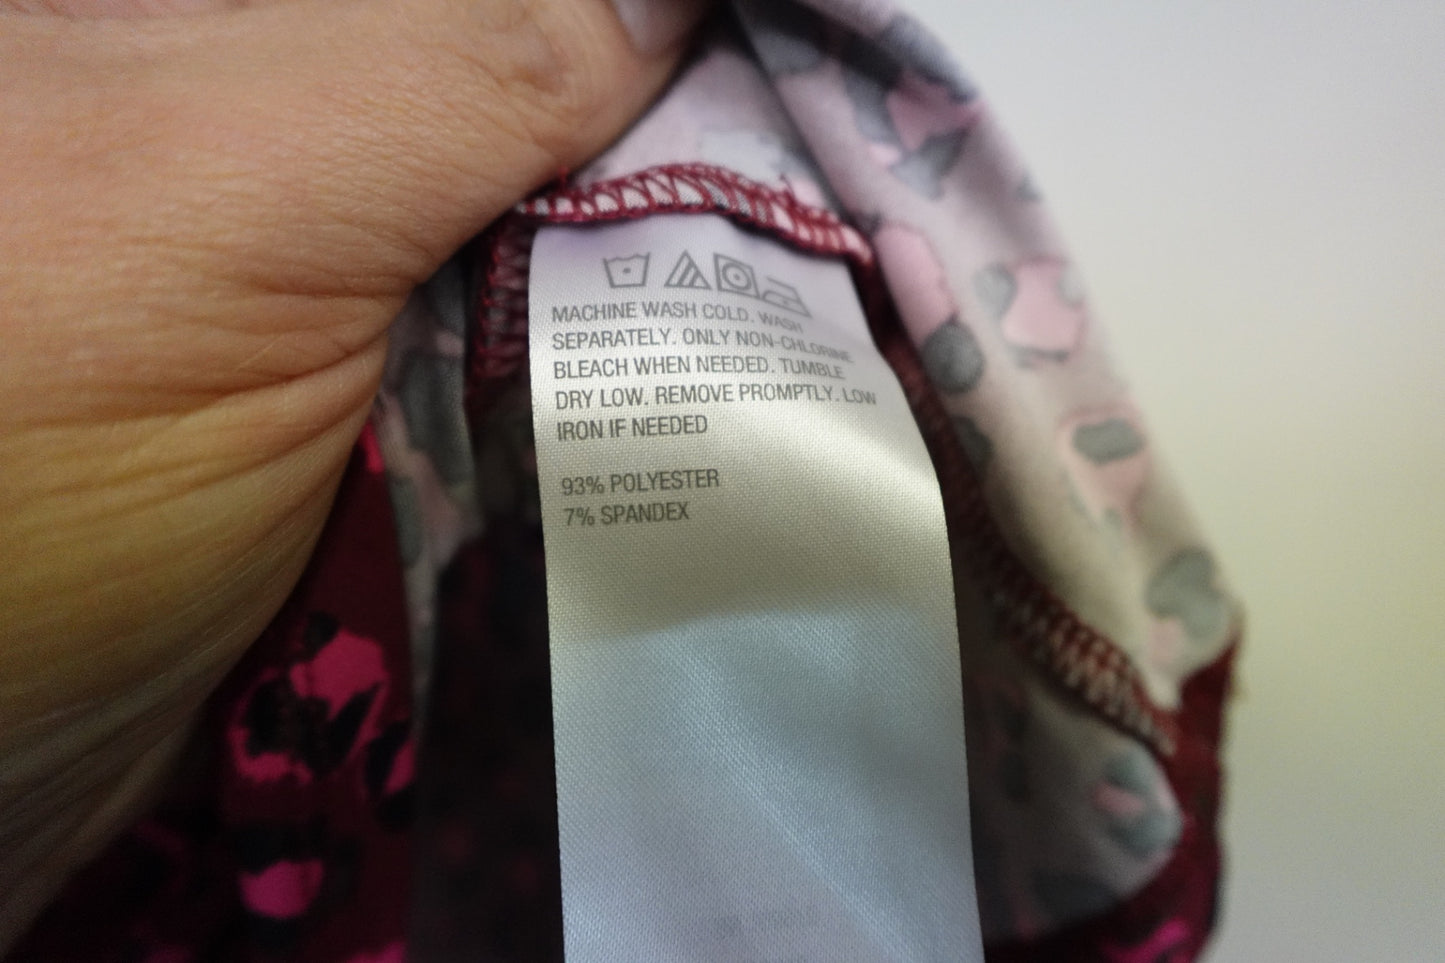 MACHINE WASH COLD. WASH
SEPARATELY. ONLY NON-CHLORINE
BLEACH WHEN NEEDED. TUMBLE
DRY LOW. REMOVE PROMPTLY. LOW
IRON IF NEEDED
93% POLYESTER
7% SPANDEX